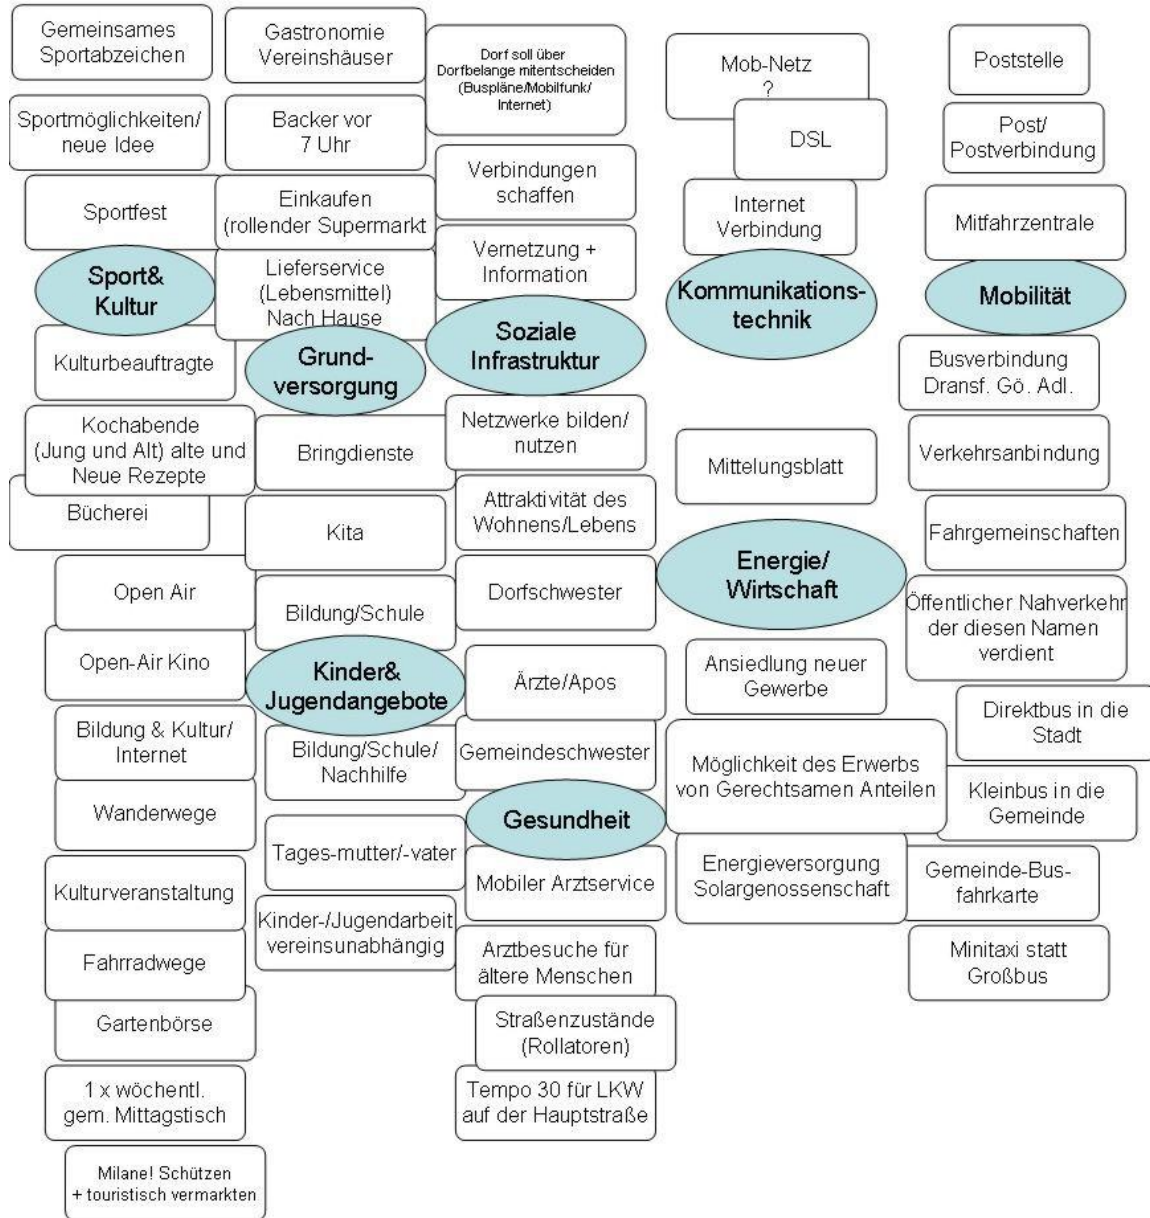 Gemeinsames
Sportabzeichen
Sportmöglichkeiten/
neue Idee
Sportfest
Sport&
Kultur
Kulturbeauftragte
Kochabende
(Jung und Alt) alte und
Neue Rezepte
Bücherei
Open Air
Open-Air Kino
Bildung & Kultur/
Internet
Wanderwege
Kulturveranstaltung
Fahrradwege
Gartenbörse
1 x wöchentl.
gem. Mittagstisch
Milane! Schützen
+ touristisch vermarkten
Gastronomie
Vereinshäuser
Backer vor
7 Uhr
Einkaufen
(rollender Supermarkt
Lieferservice
(Lebensmittel)
Nach Hause
Grund-
versorgung
Bringdienste
Kita
Bildung/Schule
Kinder&
Jugendangebote
Bildung/Schule/
Nachhilfe
Tages-mutter/-vater
Kinder-/Jugendarbeit
vereinsunabhängig
Dorf soll über
Dorfbelange mitentscheiden
(Buspläne/Mobilfunk/
Internet)
Verbindungen
schaffen
Vernetzung +
Information
Soziale
Infrastruktur
Netzwerke bilden/
nutzen
Attraktivität des
Wohnens/Lebens
Dorfschwester
Ärzte/Apos
Gemeindeschwester
Gesundheit
Mobiler Arztservice
Arztbesuche für
ältere Menschen
Straßenzustände
(Rollatoren)
Tempo 30 für LKW
auf der Hauptstraße
Mob-Netz
?
DSL
Internet
Verbindung
Kommunikations-
technik
Mittelungsblatt
Energie/
Wirtschaft
Ansiedlung neuer
Gewerbe
Möglichkeit des Erwerbs
von Gerechtsamen Anteilen
Energieversorgung
Solargenossenschaft
Poststelle
Post/
Postverbindung
Mitfahrzentrale
Mobilität
Busverbindung
Dransf. Gö. Adl.
Verkehrsanbindung
Fahrgemeinschaften
Öffentlicher Nahverkehr
der diesen Namen
verdient
Direktbus in die
Stadt
Kleinbus in die
Gemeinde
Gemeinde-Bus-
fahrkarte
Minitaxi statt
Großbus